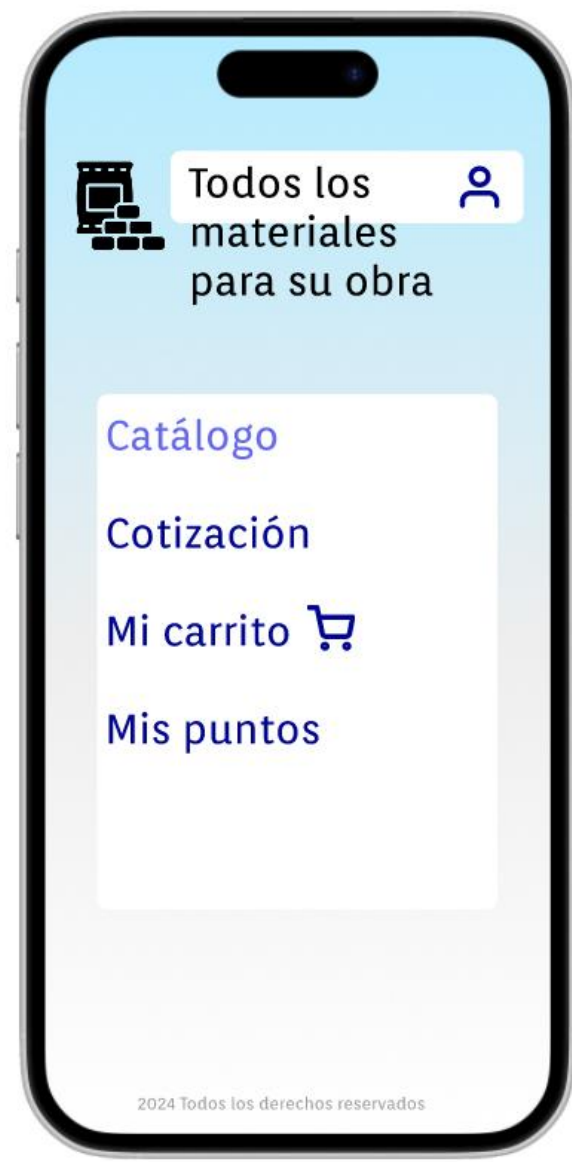 Todos los
materiales
para su obra
Catálogo
Cotización
Mi carrito
Mis puntos
2024 Todos los derechos reservados